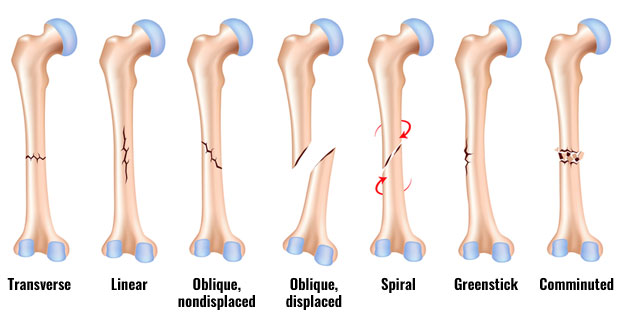 Transverse
Linear
Oblique,
nondisplaced
Oblique,
displaced
Spiral
Greenstick
Comminuted